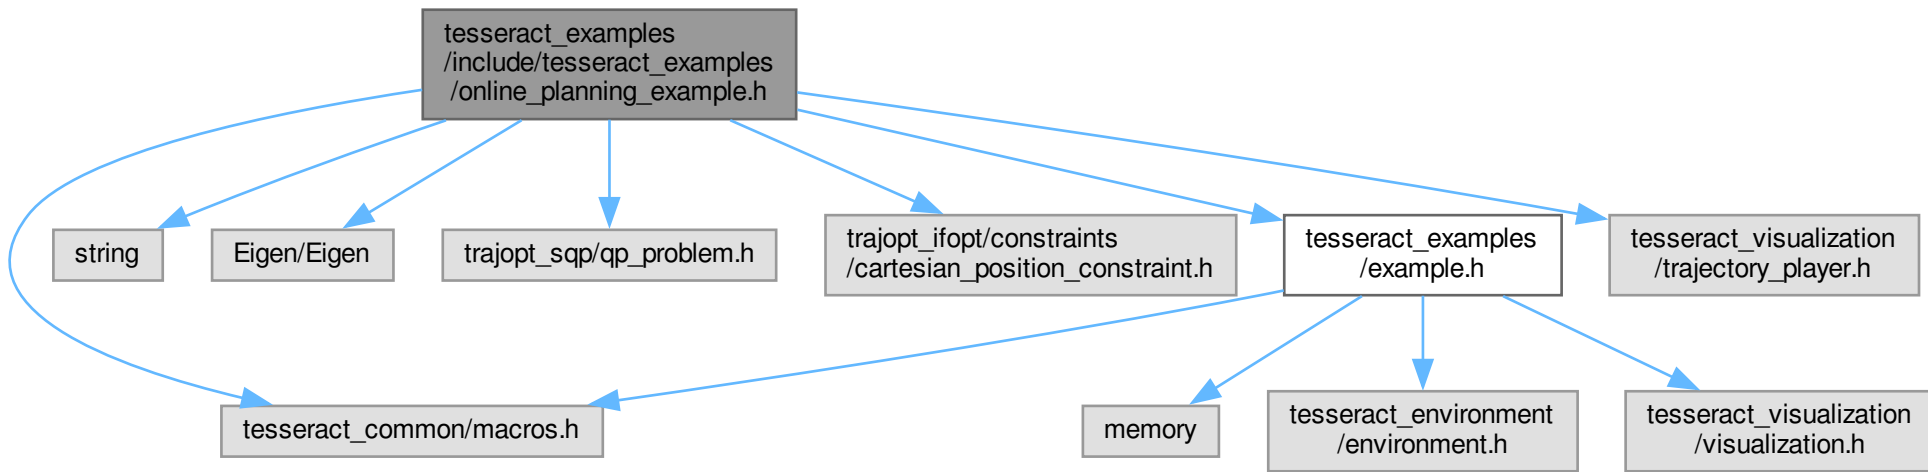 tesseract_examples
/include/tesseract_examples
/online_planning_example.h
string
Eigen/Eigen
trajopt_sqp/qp_problem.h
trajopt_ifopt/constraints
/cartesian_position_constraint.h
tesseract_examples
/example.h
tesseract_visualization
/trajectory_player.h
tesseract_common/macros.h
memory
tesseract_environment
/environment.h
tesseract_visualization
/visualization.h